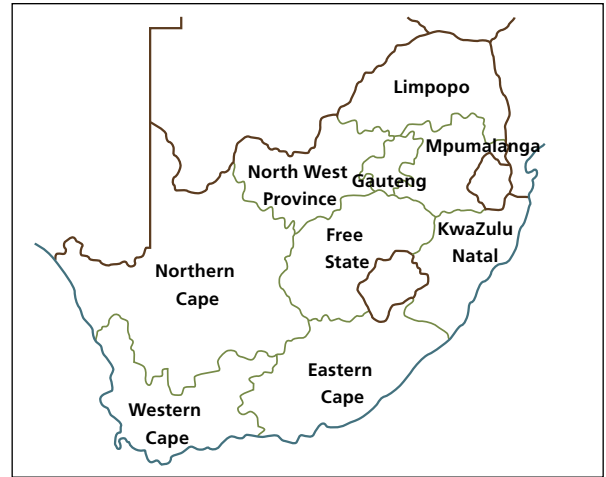 Limpopo
Mpumalanga
North West
Province
Gauteng
Free
State
KwaZulu
Natal
Northern
Cape
Eastern
Cape
Western
Cape